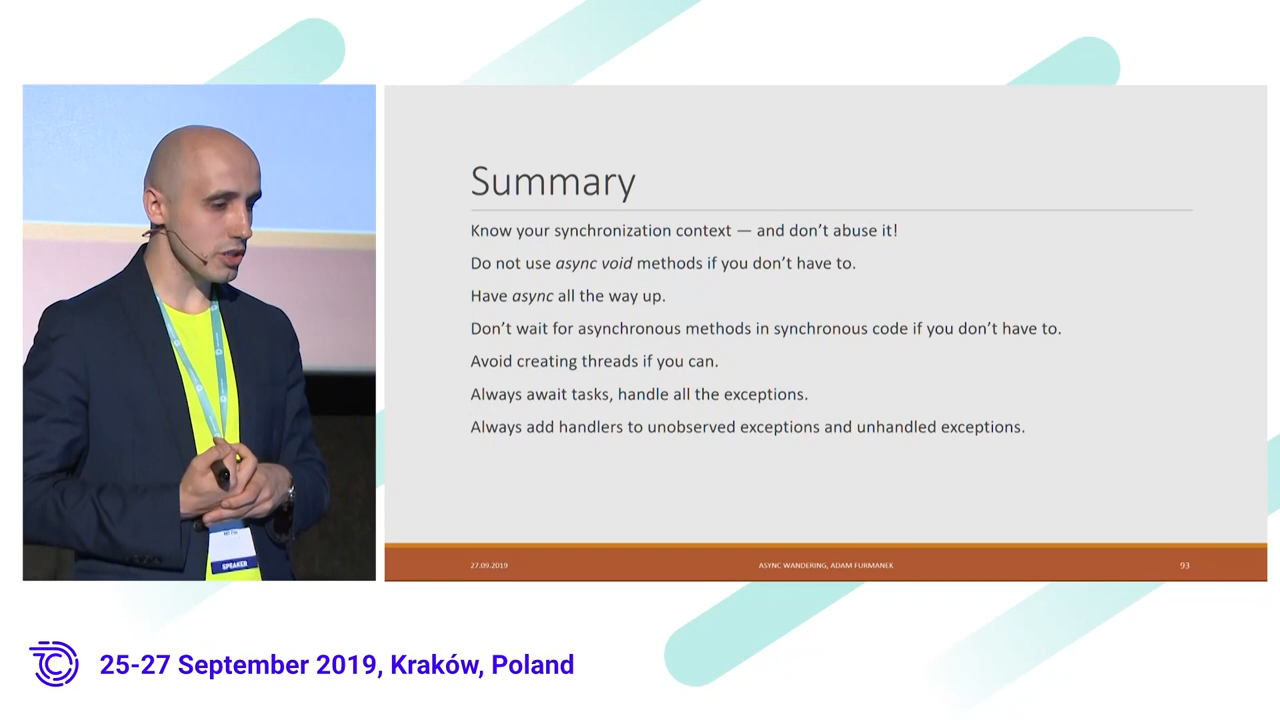 Summary
Know your synchronization context — and don't abuse it!
Do not use async void methods if you don't have to.
Have async all the way up.
Don't wait for asynchronous methods in synchronous code if you don't have to.
Avoid creating threads if you can.
Always await tasks, handle all the exceptions.
Always add handlers to unobserved exceptions and unhandled exceptions.
27.09.2019
ASYNC WANDERING, ADAM FURMANEK
93
SPEAKER
25-27 September 2019, Kraków, Poland